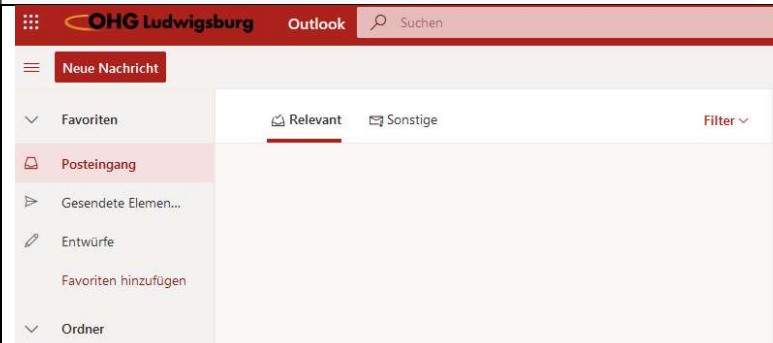 OHG Ludwigsburg Outlook Suchen
Neue Nachricht
Favoriten Relevant Sonstige Filter
Posteingang
Gesendete Elemen...
Entwürfe
Favoriten hinzufügen
Ordner